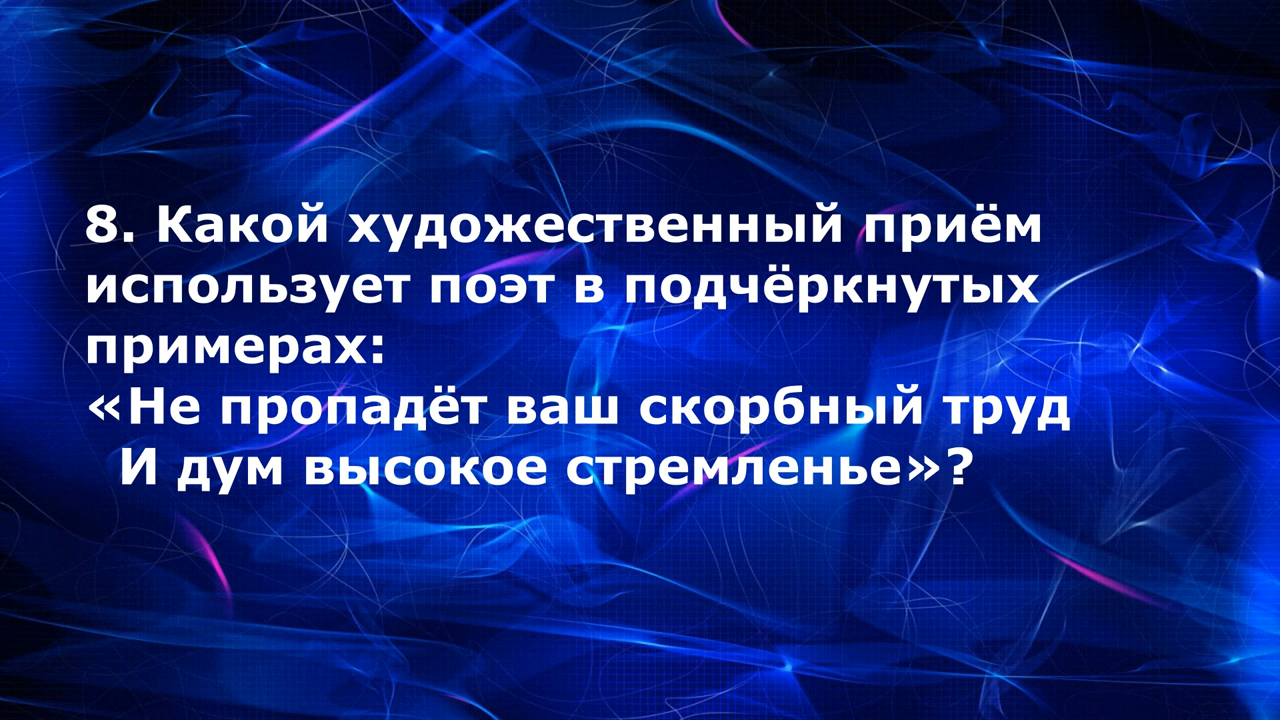 8. Какой художественный приём
использует поэт в подчёркнутых
примерах:
«Не пропадёт ваш скорбный труд
И дум высокое стремленье»?